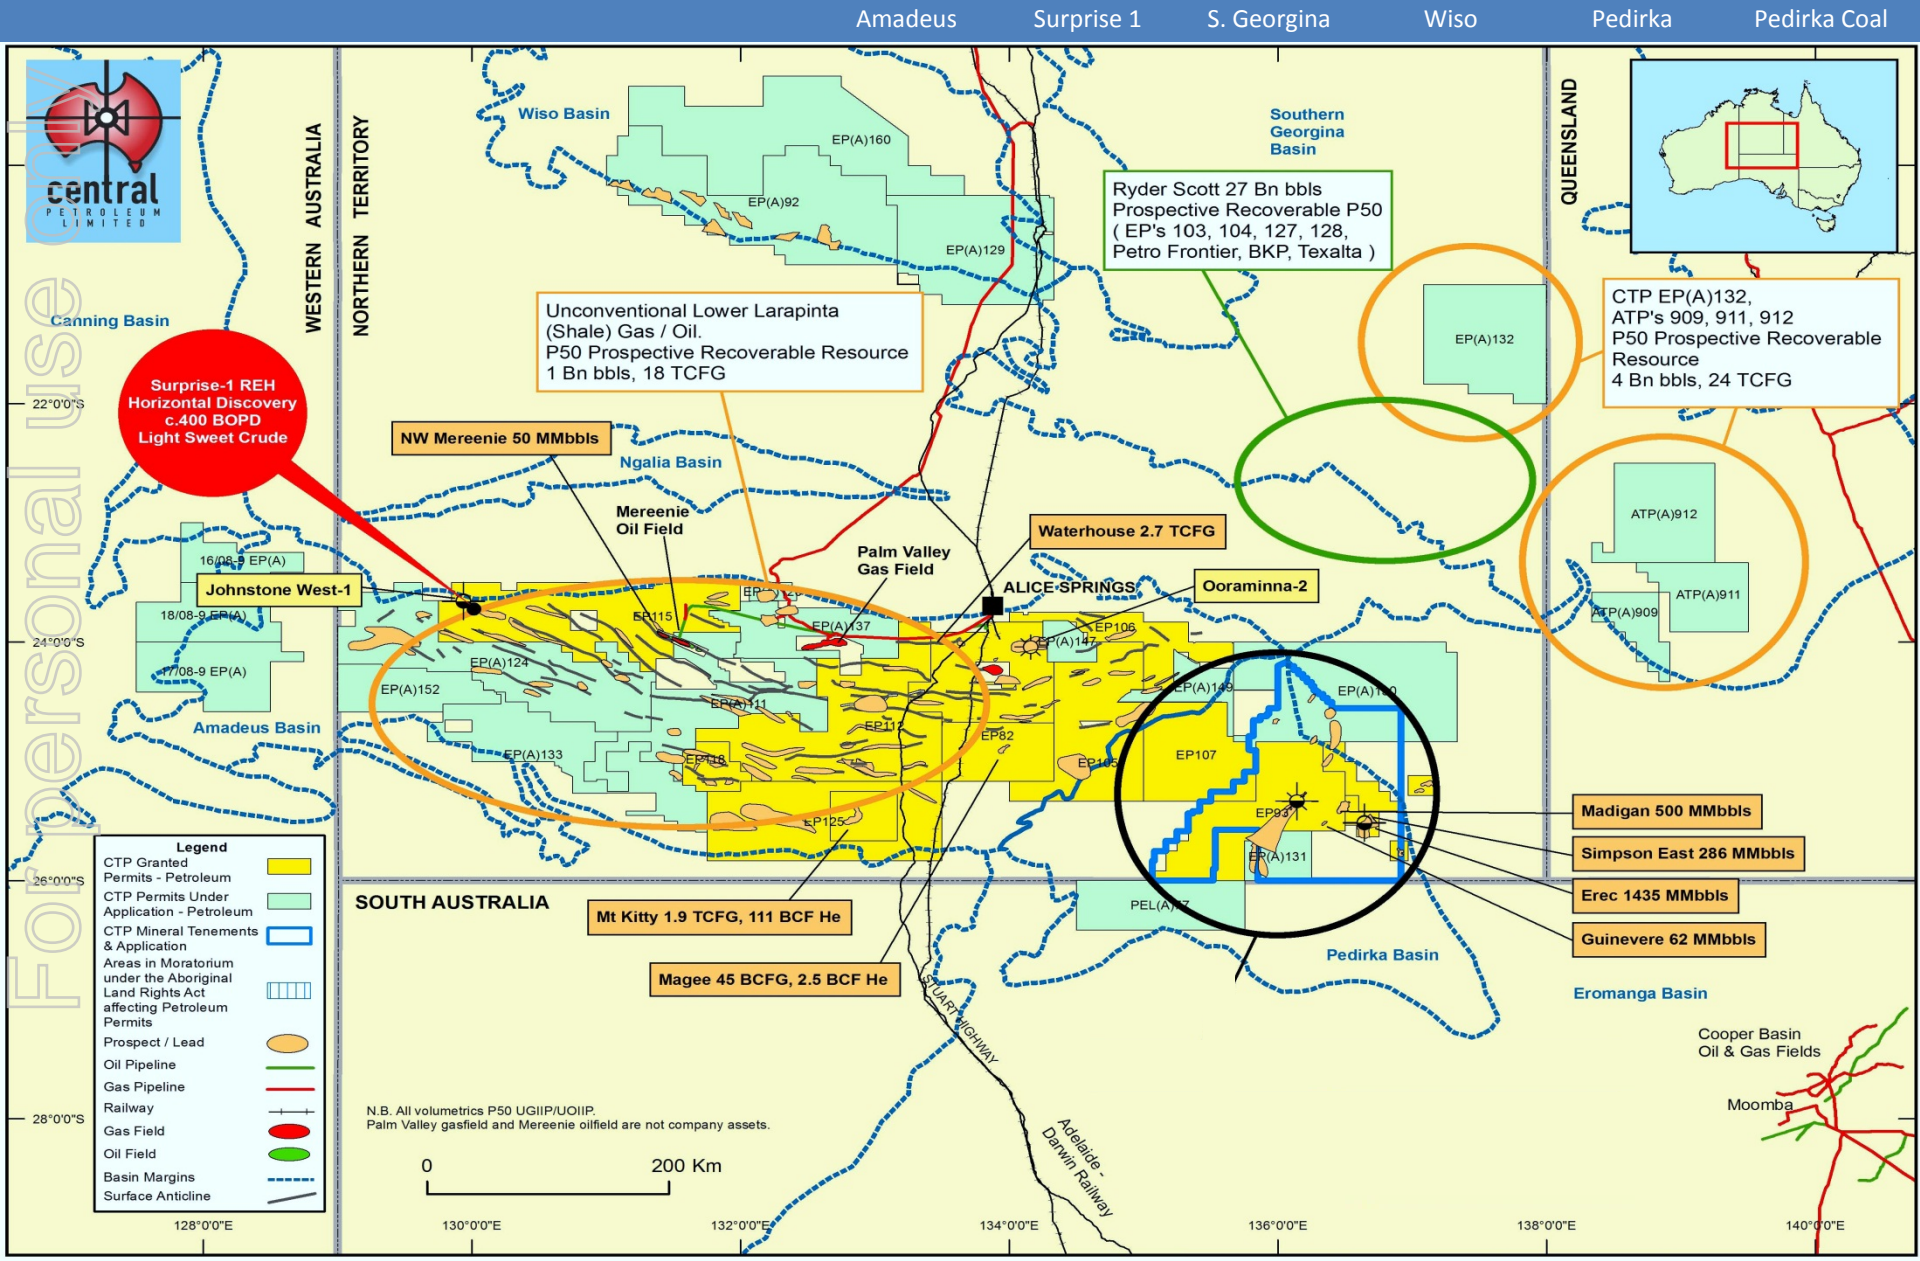 Amadeus
Surprise 1
S. Georgina
Wiso
Pedirka
Pedirka Coal
For personal use only
central
PETROLEUM
LIMITED
WESTERN AUSTRALIA
NORTHERN TERRITORY
QUEENSLAND
Wiso Basin
Southern
Georgina
Basin
EP(A)160
EP(A)92
EP(A)129
Ryder Scott 27 Bn bbls
Prospective Recoverable P50
( EP's 103, 104, 127, 128,
Petro Frontier, BKP, Texalta )
Canning Basin
Unconventional Lower Larapinta
(Shale) Gas / Oil.
P50 Prospective Recoverable Resource
1 Bn bbls, 18 TCFG
EP(A)132
CTP EP(A)132,
ATP's 909, 911, 912
P50 Prospective Recoverable
Resource
4 Bn bbls, 24 TCFG
Surprise-1 REH
Horizontal Discovery
c.400 BOPD
Light Sweet Crude
22°0'0"S
NW Mereenie 50 MMbbls
Ngalia Basin
Mereenie
Oil Field
Palm Valley
Gas Field
Waterhouse 2.7 TCFG
ALICE SPRINGS
Ooraminna-2
ATP(A)912
ATP(A)911
ATP(A)909
16/08-9 EP(A)
Johnstone West-1
18/08-9 EP(A)
17/08-9 EP(A)
24°0'0"S
EP115
EP(A)137
EP(A)147
EP106
EP(A)124
EP(A)152
EP(A)111
EP(A)149
Amadeus Basin
EP(A)133
EP118
EP112
EP82
EP105
EP107
EP125
EP93
EP(A)131
PEL(A)77
Madigan 500 MMbbls
Simpson East 286 MMbbls
Erec 1435 MMbbls
Guinevere 62 MMbbls
26°0'0"S
SOUTH AUSTRALIA
Mt Kitty 1.9 TCFG, 111 BCF He
Magee 45 BCFG, 2.5 BCF He
Pedirka Basin
Eromanga Basin
STUART HIGHWAY
Cooper Basin
Oil & Gas Fields
Moomba
Legend
CTP Granted
Permits - Petroleum
CTP Permits Under
Application - Petroleum
CTP Mineral Tenements
& Application
Areas in Moratorium
under the Aboriginal
Land Rights Act
affecting Petroleum
Permits
Prospect / Lead
Oil Pipeline
Gas Pipeline
Railway
Gas Field
Oil Field
Basin Margins
Surface Anticline
28°0'0"S
N.B. All volumetrics P50 UGIIP/UOIIP.
Palm Valley gasfield and Mereenie oilfield are not company assets.
0
200 Km
Adelaide -
Darwin Railway
128°0'0"E
130°0'0"E
132°0'0"E
134°0'0"E
136°0'0"E
138°0'0"E
140°0'0"E